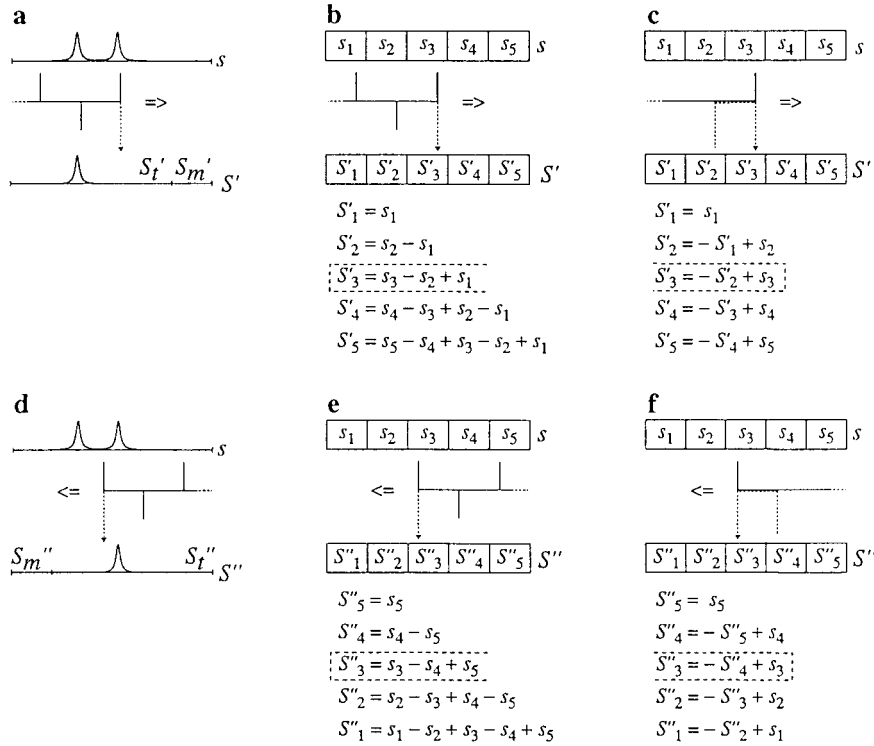 a
s
=>
S_t' S_m' S'
b
s_1 s_2 s_3 s_4 s_5 s
=>
S'_1 S'_2 S'_3 S'_4 S'_5 S'
S'_1 = s_1
S'_2 = s_2 − s_1
S'_3 = s_3 − s_2 + s_1
S'_4 = s_4 − s_3 + s_2 − s_1
S'_5 = s_5 − s_4 + s_3 − s_2 + s_1
c
s_1 s_2 s_3 s_4 s_5 s
=>
S'_1 S'_2 S'_3 S'_4 S'_5 S'
S'_1 = s_1
S'_2 = − S'_1 + s_2
S'_3 = − S'_2 + s_3
S'_4 = − S'_3 + s_4
S'_5 = − S'_4 + s_5
d
s
<=
S_m'' S_t'' S''
e
s_1 s_2 s_3 s_4 s_5 s
<=
S''_1 S''_2 S''_3 S''_4 S''_5 S''
S''_5 = s_5
S''_4 = s_4 − s_5
S''_3 = s_3 − s_4 + s_5
S''_2 = s_2 − s_3 + s_4 − s_5
S''_1 = s_1 − s_2 + s_3 − s_4 + s_5
f
s_1 s_2 s_3 s_4 s_5 s
<=
S''_1 S''_2 S''_3 S''_4 S''_5 S''
S''_5 = s_5
S''_4 = − S''_5 + s_4
S''_3 = − S''_4 + s_3
S''_2 = − S''_3 + s_2
S''_1 = − S''_2 + s_1